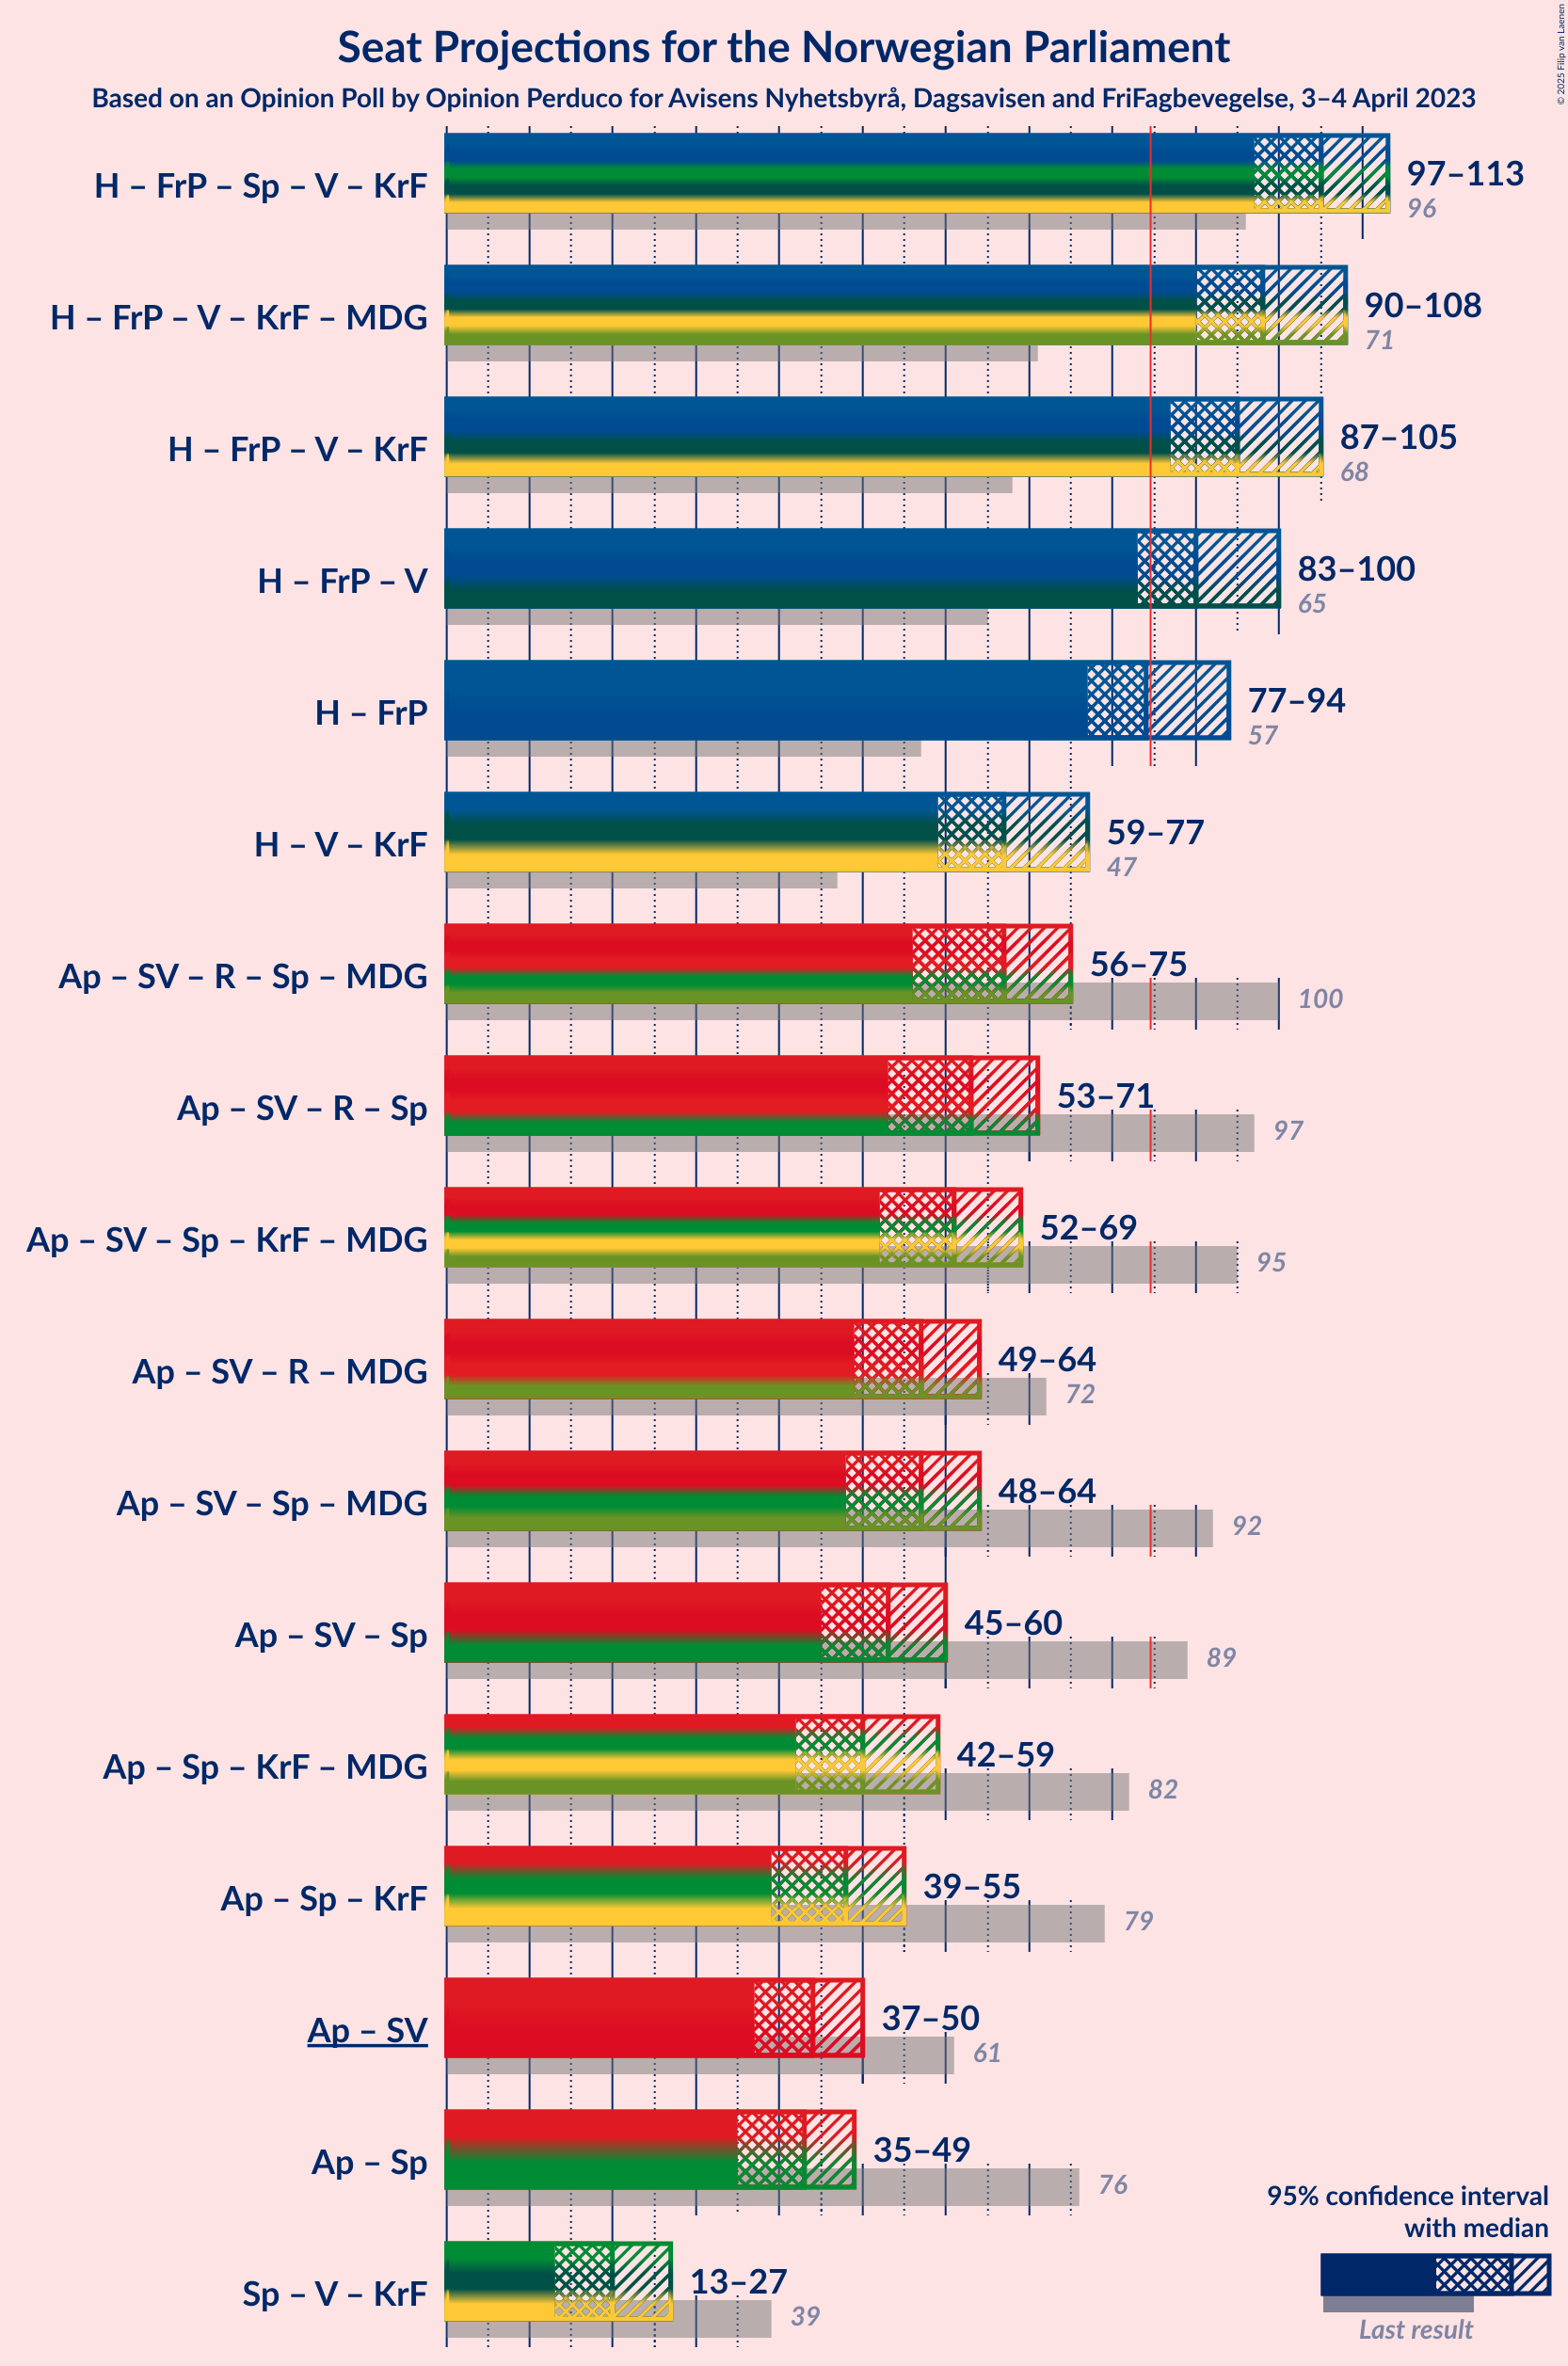 Seat Projections for the Norwegian Parliament
Based on an Opinion Poll by Opinion Perduco for Avisens Nyhetsbyrå, Dagsavisen and FriFagbevegelse, 3–4 April 2023
© 2025 Filip van Laenen
H – FrP – Sp – V – KrF
97–113
96
H – FrP – V – KrF – MDG
90–108
71
H – FrP – V – KrF
87–105
68
H – FrP – V
83–100
65
H – FrP
77–94
57
H – V – KrF
59–77
47
Ap – SV – R – Sp – MDG
56–75
100
Ap – SV – R – Sp
53–71
97
Ap – SV – Sp – KrF – MDG
52–69
95
Ap – SV – R – MDG
49–64
72
Ap – SV – Sp – MDG
48–64
92
Ap – SV – Sp
45–60
89
Ap – Sp – KrF – MDG
42–59
82
Ap – Sp – KrF
39–55
79
Ap – SV
37–50
61
Ap – Sp
35–49
76
Sp – V – KrF
13–27
39
95% confidence interval
with median
Last result